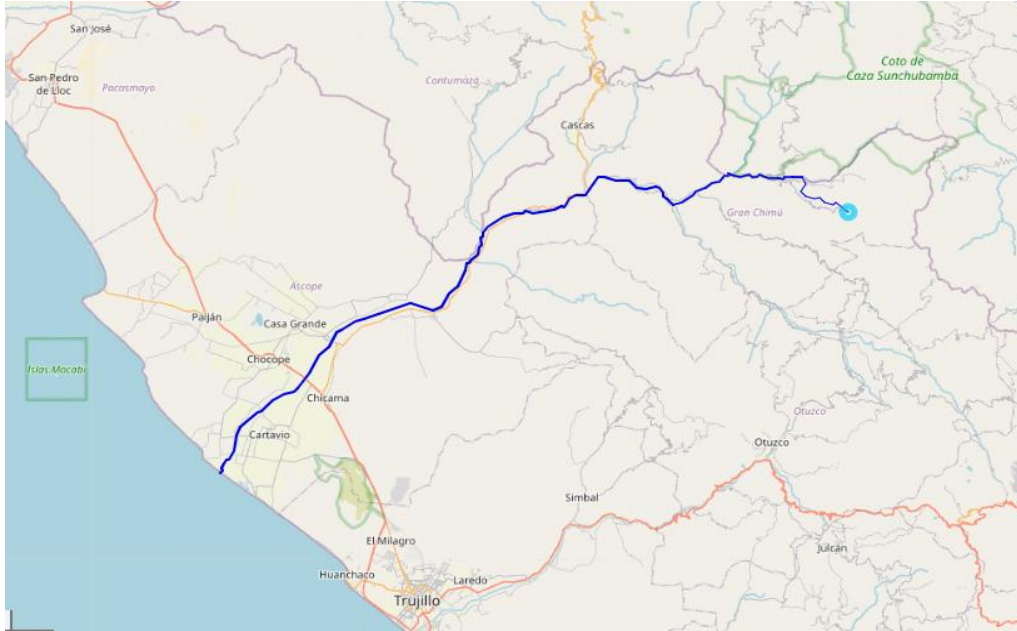 San José
San Pedro
de Lloc
Pacasmayo
Contumazá
Coto de
Caza Sunchubamba
Cascas
Gran Chimú
Ascope
Casa Grande
Paiján
Chocope
Islas Macabí
Chicama
Cartavio
Otuzco
Otuzco
Simbal
El Milagro
Julcán
Huanchaco
Laredo
Trujillo